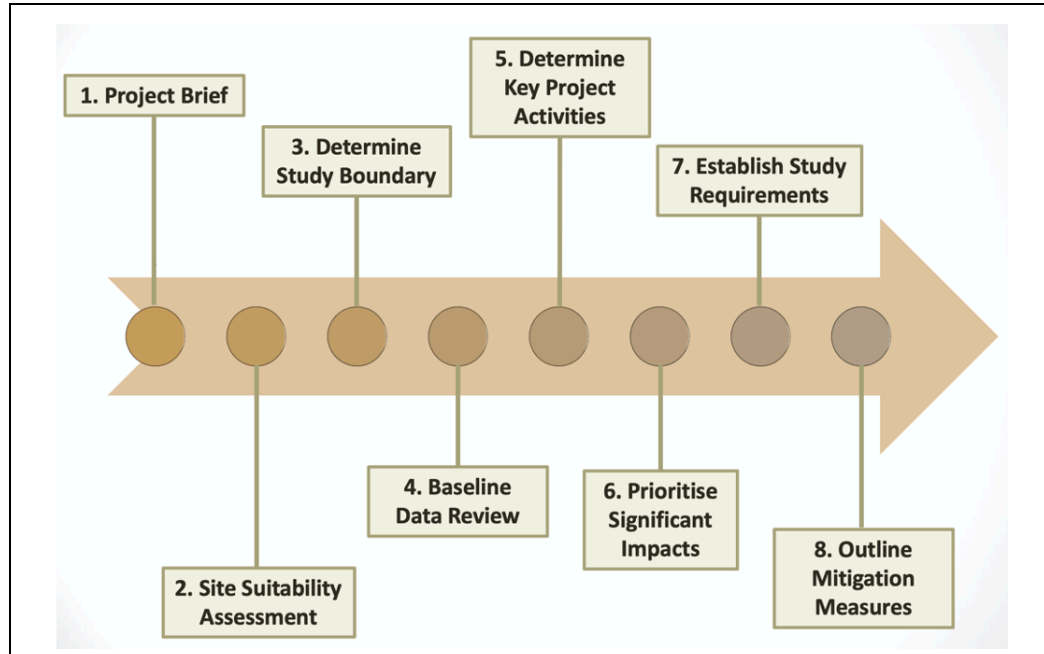 1. Project Brief
2. Site Suitability
Assessment
3. Determine
Study Boundary
4. Baseline
Data Review
5. Determine
Key Project
Activities
6. Prioritise
Significant
Impacts
7. Establish Study
Requirements
8. Outline
Mitigation
Measures